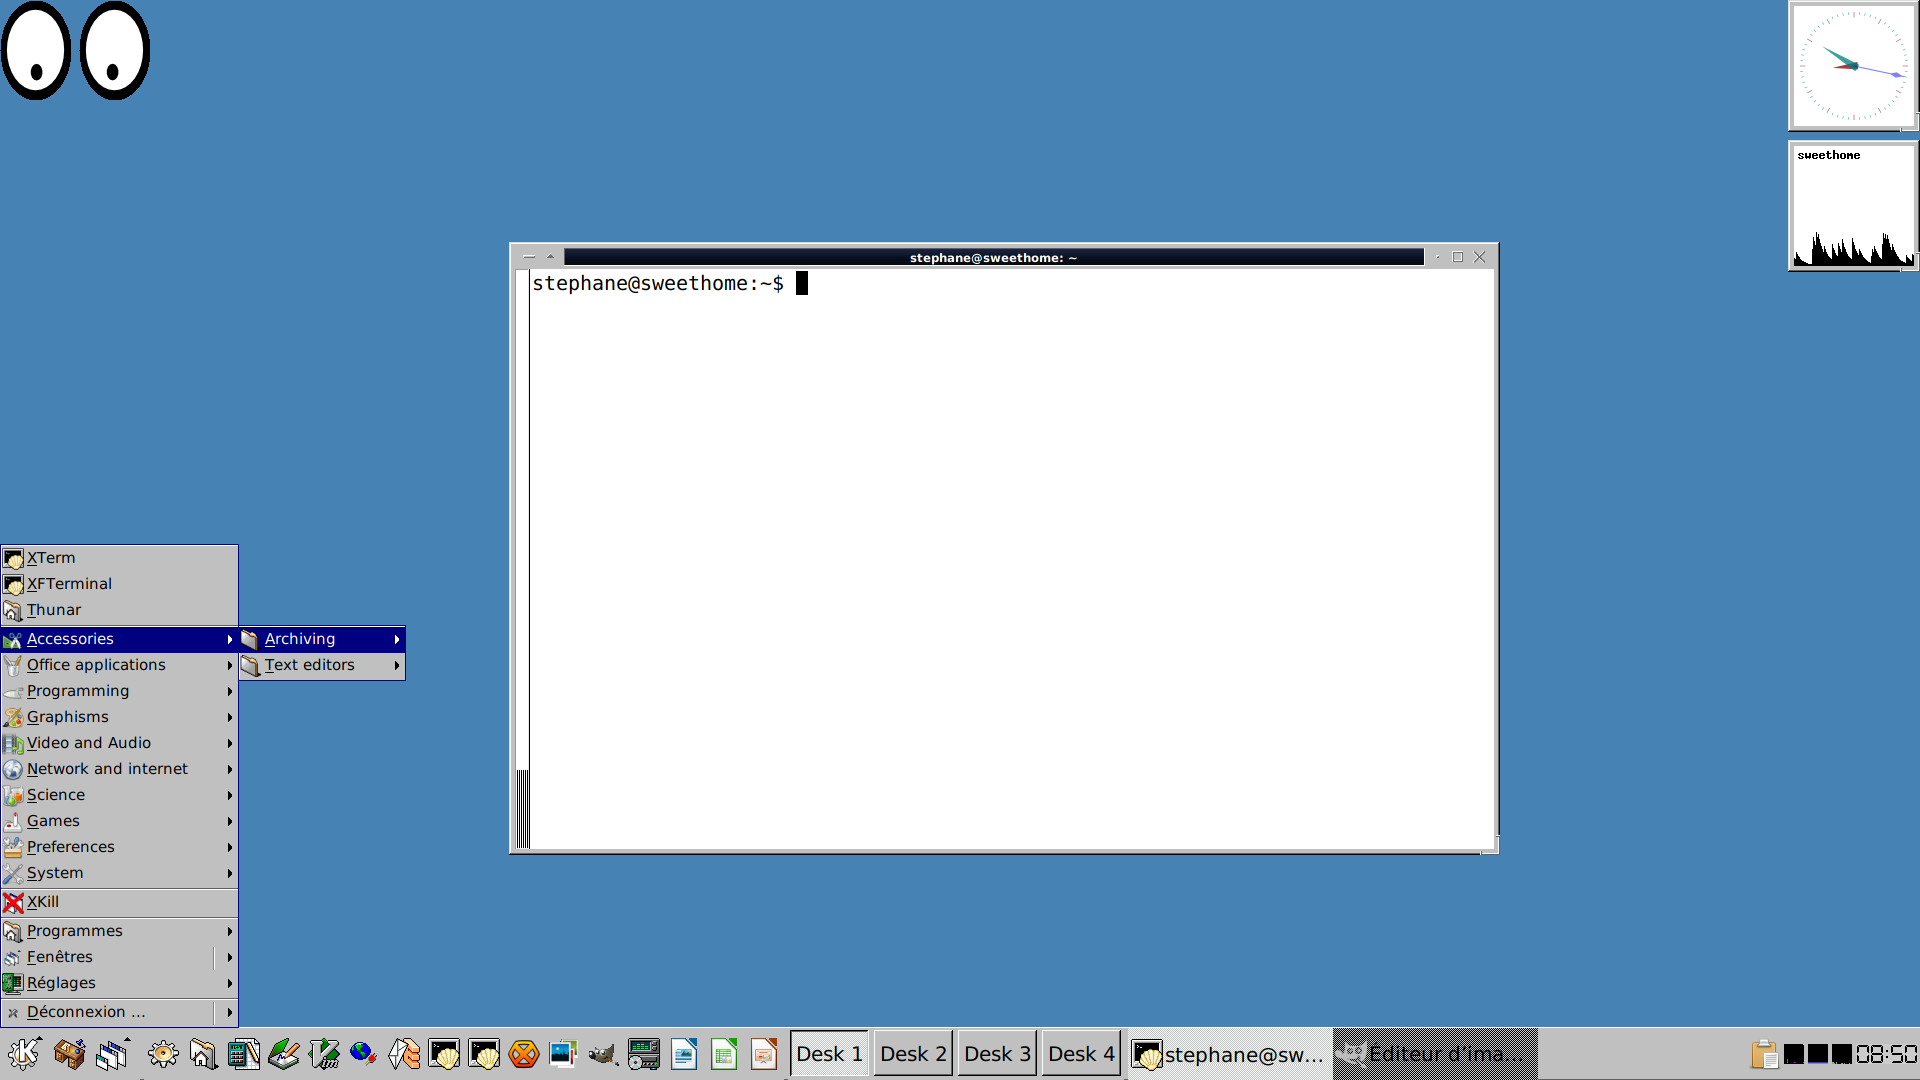 sweethome
stephane@sweethome: ~
stephane@sweethome:~$
XTerm
XFTerminal
Thunar
Accessories
Archiving
Office applications
Text editors
Programming
Graphisms
Video and Audio
Network and internet
Science
Games
Preferences
System
XKill
Programmes
Fenêtres
Réglages
Déconnexion ...
Desk 1
Desk 2
Desk 3
Desk 4
stephane@sw...
Éditeur d'ima...
08:50